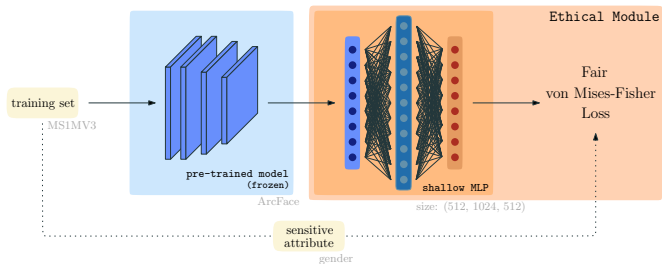 Ethical Module
training set
MS1MV3
pre-trained model
(frozen)
ArcFace
shallow MLP
size: (512, 1024, 512)
Fair
von Mises-Fisher
Loss
sensitive
attribute
gender